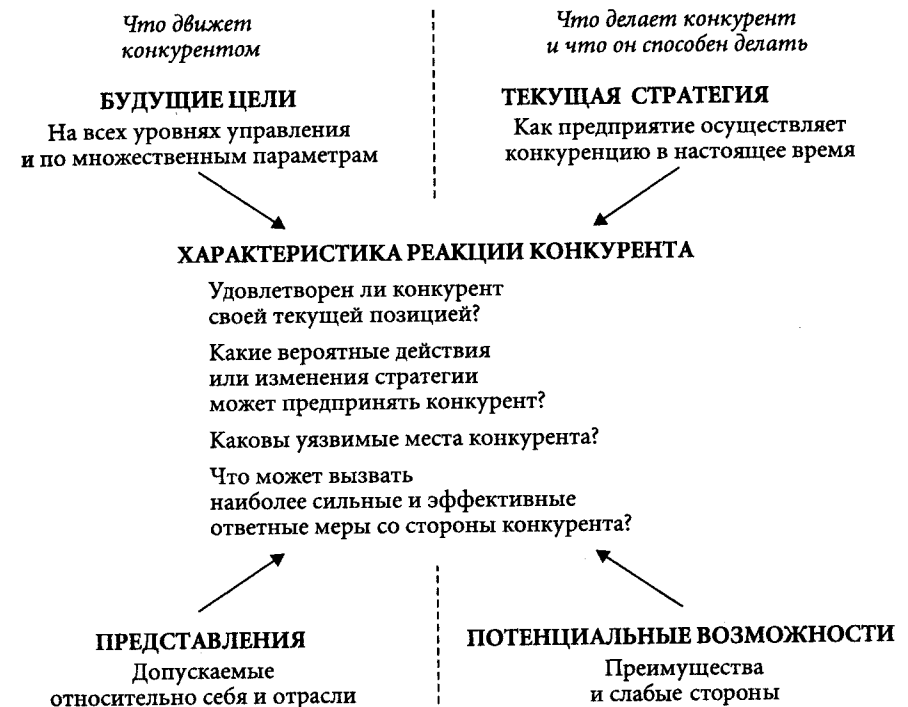 Что движет
конкурентом
Что делает конкурент
и что он способен делать
БУДУЩИЕ ЦЕЛИ
На всех уровнях управления
и по множественным параметрам
ТЕКУЩАЯ СТРАТЕГИЯ
Как предприятие осуществляет
конкуренцию в настоящее время
ХАРАКТЕРИСТИКА РЕАКЦИИ КОНКУРЕНТА
Удовлетворен ли конкурент
своей текущей позицией?
Какие вероятные действия
или изменения стратегии
может предпринять конкурент?
Каковы уязвимые места конкурента?
Что может вызвать
наиболее сильные и эффективные
ответные меры со стороны конкурента?
ПРЕДСТАВЛЕНИЯ
Допускаемые
относительно себя и отрасли
ПОТЕНЦИАЛЬНЫЕ ВОЗМОЖНОСТИ
Преимущества
и слабые стороны